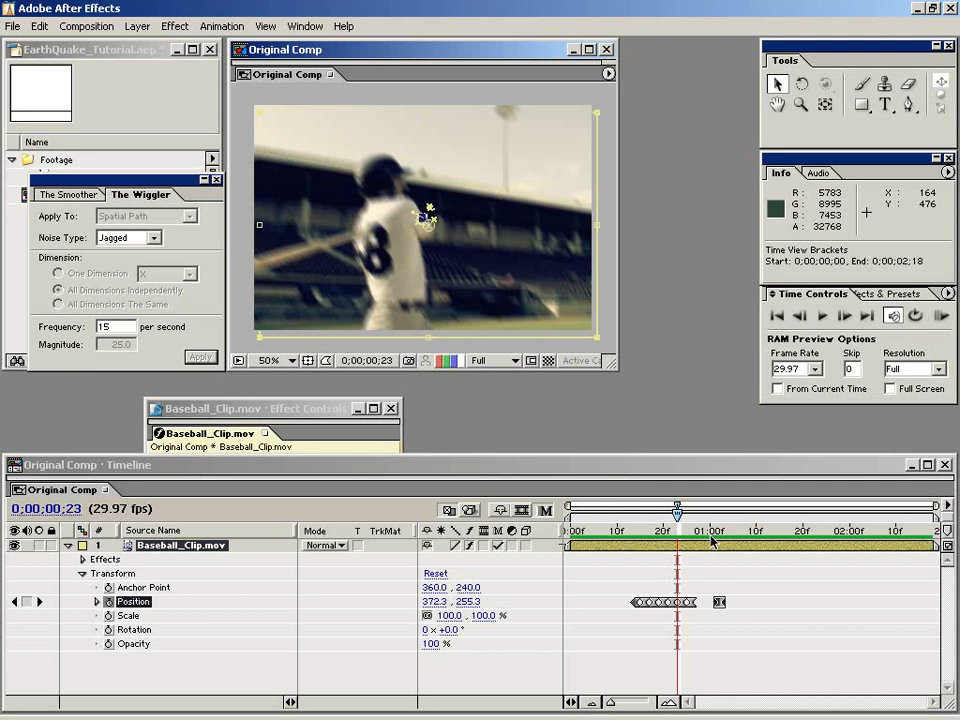 Adobe After Effects
File Edit Composition Layer Effect Animation View Window Help
EarthQuake_Tutorial.aep *
Name
Footage
The Smoother The Wiggler
Apply To: Spatial Path
Noise Type: Jagged
Dimension:
One Dimension X
All Dimensions Independently
All Dimensions The Same
Frequency: 15 per second
Magnitude: 25.0
Apply
Original Comp
Original Comp
8
50% 0;00;00;23 Full Active Ca
Tools
Info Audio
R : 5783 X : 164
G : 8995 Y : 476
B : 7453
A : 32768
Time View Brackets
Start: 0;00;00;00, End: 0;00;02;18
Time Controls ects & Presets
RAM Preview Options
Frame Rate Skip Resolution
29.97 0 Full
From Current Time Full Screen
Baseball_Clip.mov · Effect Controls
Baseball_Clip.mov
Original Comp * Baseball_Clip.mov
Original Comp · Timeline
Original Comp
0;00;00;23 (29.97 fps)
# Source Name Mode T TrkMat :00f 10f 20f 01:00f 10f 20f 02:00f 10f 2
1 Baseball_Clip.mov Normal
Effects
Transform Reset
Anchor Point 360.0 , 240.0
Position 372.3 , 255.3
Scale 100.0 , 100.0 %
Rotation 0 x +0.0 °
Opacity 100 %